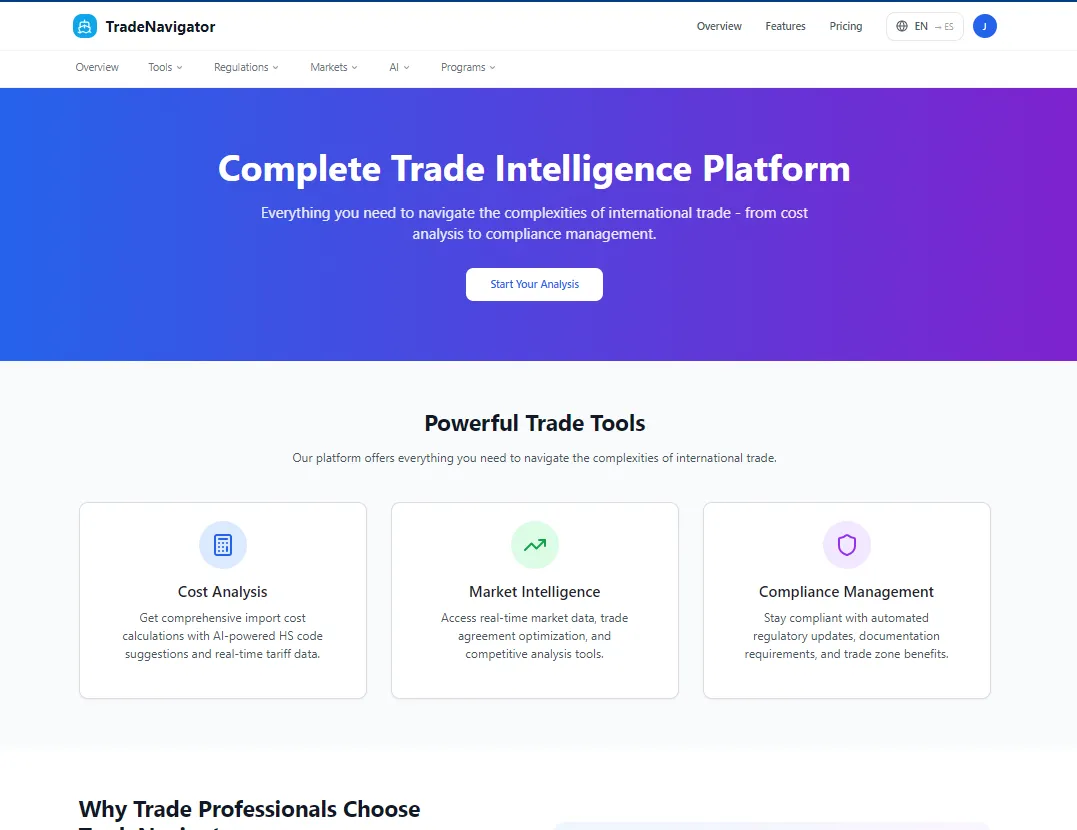 TradeNavigator
Overview Features Pricing EN → ES J
Overview Tools Regulations Markets AI Programs
Complete Trade Intelligence Platform
Everything you need to navigate the complexities of international trade - from cost
analysis to compliance management.
Start Your Analysis
Powerful Trade Tools
Our platform offers everything you need to navigate the complexities of international trade.
Cost Analysis
Get comprehensive import cost
calculations with AI-powered HS code
suggestions and real-time tariff data.
Market Intelligence
Access real-time market data, trade
agreement optimization, and
competitive analysis tools.
Compliance Management
Stay compliant with automated
regulatory updates, documentation
requirements, and trade zone benefits.
Why Trade Professionals Choose